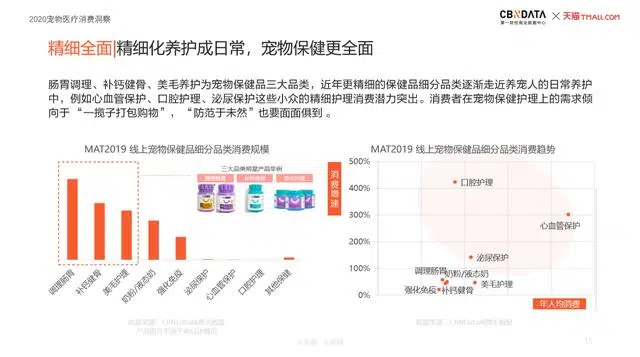 2020宠物医疗消费洞察
CBNDATA
第一财经商业数据中心
× 天猫TMALL.COM
精细全面|精细化养护成日常，宠物保健更全面
肠胃调理、补钙健骨、美毛养护为宠物保健品三大品类，近年更精细的保健品细分品类逐渐走近养宠人的日常养护
中，例如心血管保护、口腔护理、泌尿保护这些小众的精细护理消费潜力突出。消费者在宠物保健护理上的需求倾
向于“一揽子打包购物”，“防范于未然”也要面面俱到 。
MAT2019 线上宠物保健品细分品类消费规模
三大品类明星产品举例
调理肠胃
补钙健骨
美毛护理
奶粉/液态奶
强化免疫
泌尿保护
心血管保护
口腔护理
其他保健
数据来源：CBNData消费大数据
MAT2019 线上宠物保健品细分品类消费趋势
消费增速
500%
400%
300%
200%
100%
0%
口腔护理
心血管保护
泌尿保护
调理肠胃
奶粉/液态奶
美毛护理
强化免疫
补钙健骨
年人均消费
数据来源：CBNData消费大数据
15